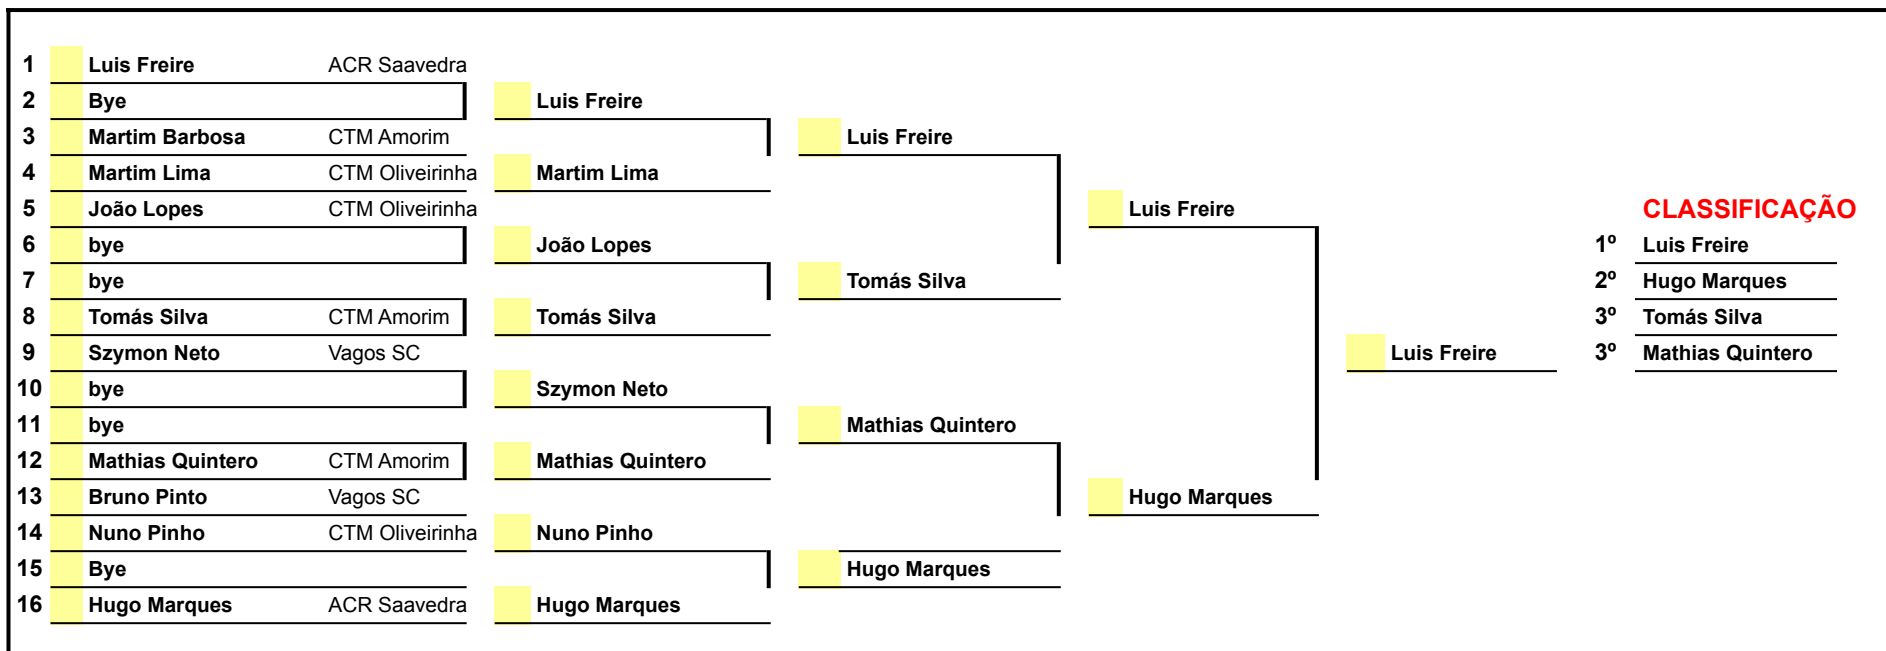 1 Luis Freire ACR Saavedra
2 Bye Luis Freire
3 Martim Barbosa CTM Amorim Luis Freire
4 Martim Lima CTM Oliveirinha Martim Lima
5 João Lopes CTM Oliveirinha Luis Freire CLASSIFICAÇÃO
6 bye João Lopes 1º Luis Freire
7 bye Tomás Silva 2º Hugo Marques
8 Tomás Silva CTM Amorim Tomás Silva 3º Tomás Silva
9 Szymon Neto Vagos SC Luis Freire 3º Mathias Quintero
10 bye Szymon Neto
11 bye Mathias Quintero
12 Mathias Quintero CTM Amorim Mathias Quintero
13 Bruno Pinto Vagos SC Hugo Marques
14 Nuno Pinho CTM Oliveirinha Nuno Pinho
15 Bye Hugo Marques
16 Hugo Marques ACR Saavedra Hugo Marques